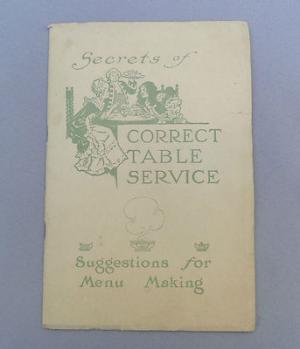 Secrets of
CORRECT
TABLE
SERVICE
Suggestions for
Menu Making